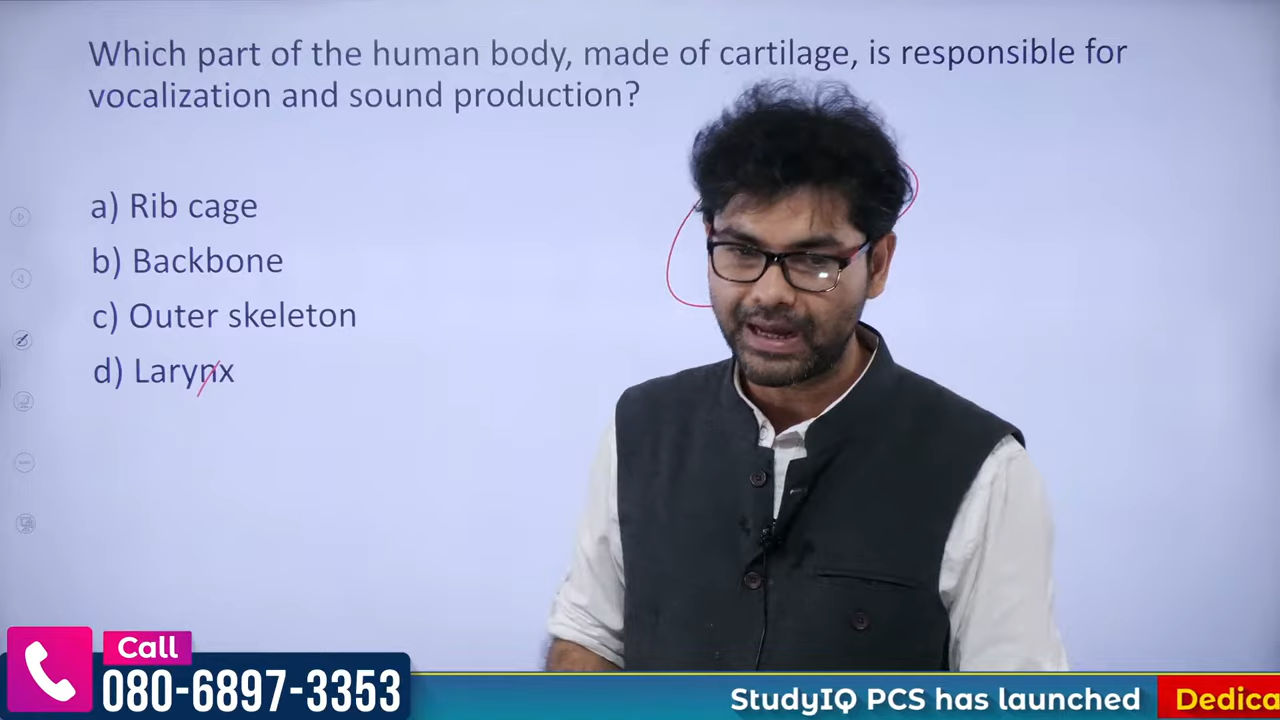 Which part of the human body, made of cartilage, is responsible for
vocalization and sound production?
a) Rib cage
b) Backbone
c) Outer skeleton
d) Larynx
Call
080-6897-3353
StudyIQ PCS has launched
Dedica